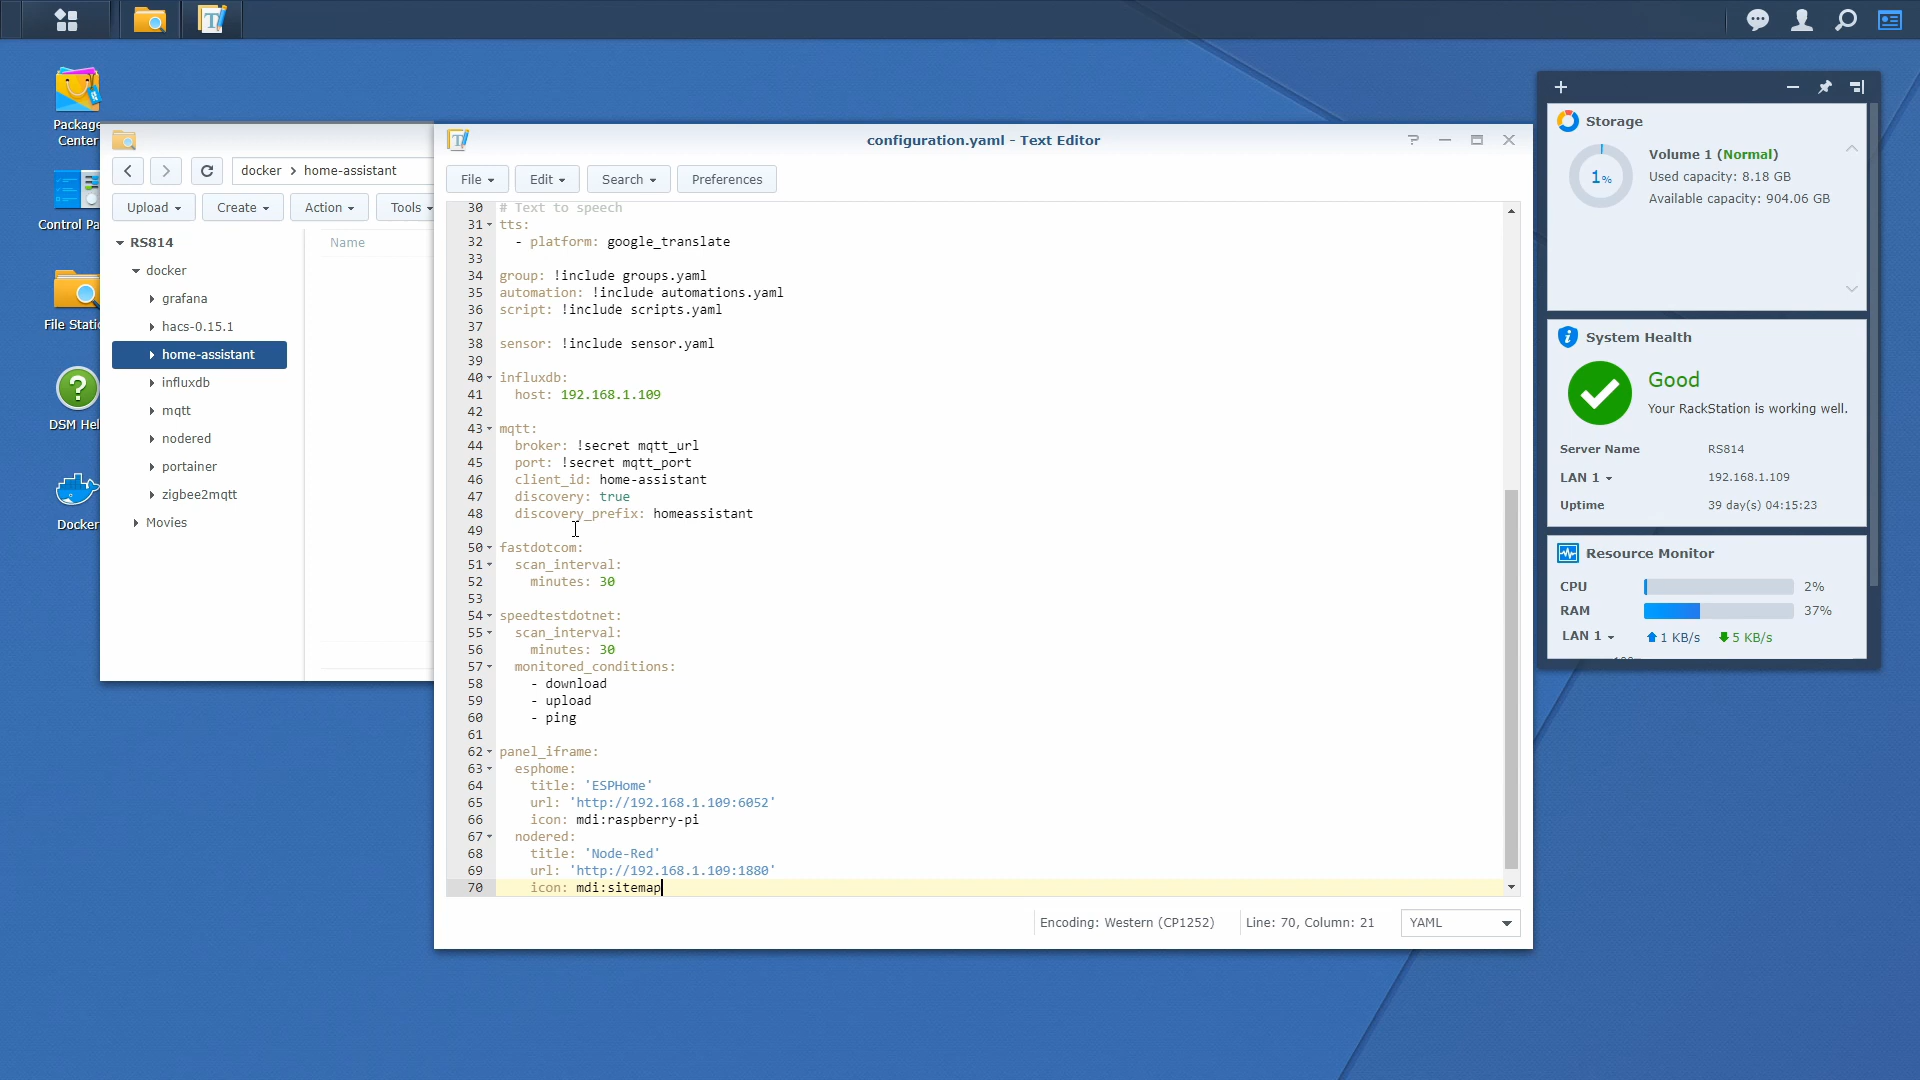 Package
Center
Control Pa
File Static
DSM Hel
Docker
docker > home-assistant
Upload
Create
Action
Tools
RS814
docker
grafana
hacs-0.15.1
home-assistant
influxdb
mqtt
nodered
portainer
zigbee2mqtt
Movies
Name
configuration.yaml - Text Editor
File
Edit
Search
Preferences
30 # Text to speech
31 tts:
32 - platform: google_translate
33
34 group: !include groups.yaml
35 automation: !include automations.yaml
36 script: !include scripts.yaml
37
38 sensor: !include sensor.yaml
39
40 influxdb:
41 host: 192.168.1.109
42
43 mqtt:
44 broker: !secret mqtt_url
45 port: !secret mqtt_port
46 client_id: home-assistant
47 discovery: true
48 discovery_prefix: homeassistant
49
50 fastdotcom:
51 scan_interval:
52 minutes: 30
53
54 speedtestdotnet:
55 scan_interval:
56 minutes: 30
57 monitored_conditions:
58 - download
59 - upload
60 - ping
61
62 panel_iframe:
63 esphome:
64 title: 'ESPHome'
65 url: 'http://192.168.1.109:6052'
66 icon: mdi:raspberry-pi
67 nodered:
68 title: 'Node-Red'
69 url: 'http://192.168.1.109:1880'
70 icon: mdi:sitemap
Encoding: Western (CP1252)
Line: 70, Column: 21
YAML
Storage
1%
Volume 1 (Normal)
Used capacity: 8.18 GB
Available capacity: 904.06 GB
System Health
Good
Your RackStation is working well.
Server Name RS814
LAN 1 192.168.1.109
Uptime 39 day(s) 04:15:23
Resource Monitor
CPU 2%
RAM 37%
LAN 1 1 KB/s 5 KB/s